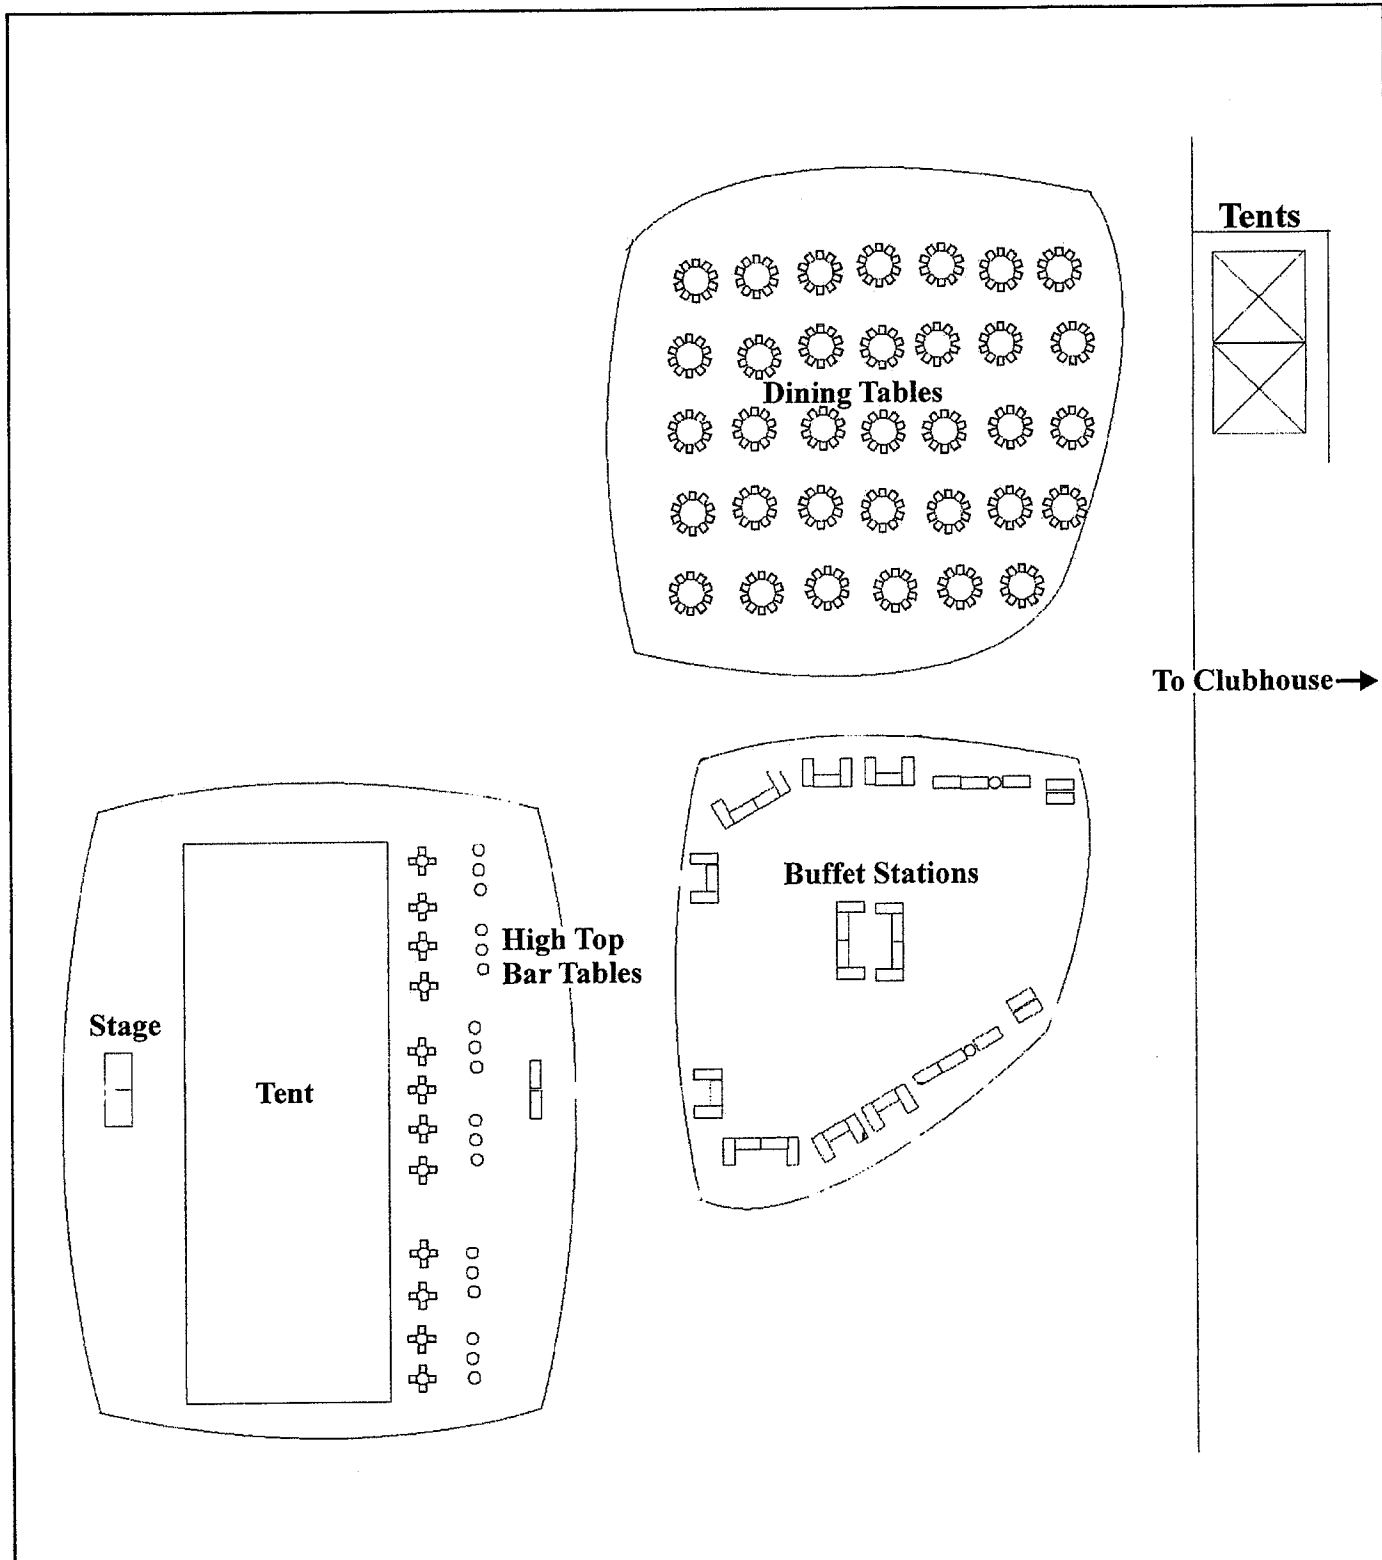 Tents
Dining Tables
To Clubhouse
Buffet Stations
High Top
Bar Tables
Stage
Tent